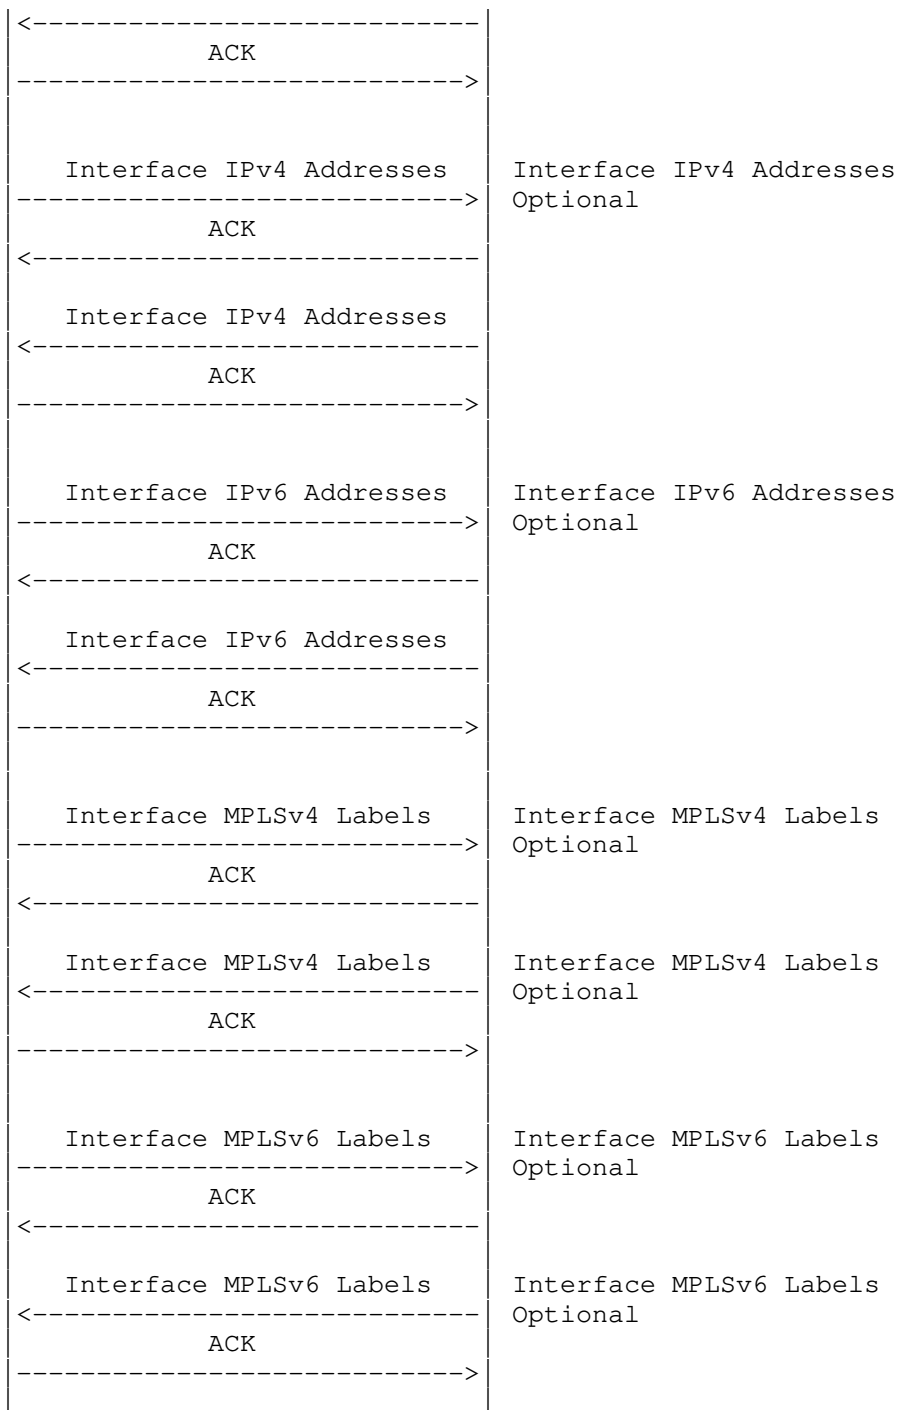 |<----------------------------|
|            ACK              |
|---------------------------->|
|                             |
|                             |
|   Interface IPv4 Addresses  | Interface IPv4 Addresses
|---------------------------->| Optional
|            ACK              |
|<----------------------------|
|                             |
|   Interface IPv4 Addresses  |
|<----------------------------|
|            ACK              |
|---------------------------->|
|                             |
|                             |
|   Interface IPv6 Addresses  | Interface IPv6 Addresses
|---------------------------->| Optional
|            ACK              |
|<----------------------------|
|                             |
|   Interface IPv6 Addresses  |
|<----------------------------|
|            ACK              |
|---------------------------->|
|                             |
|                             |
|   Interface MPLSv4 Labels   | Interface MPLSv4 Labels
|---------------------------->| Optional
|            ACK              |
|<----------------------------|
|                             |
|   Interface MPLSv4 Labels   | Interface MPLSv4 Labels
|<----------------------------| Optional
|            ACK              |
|---------------------------->|
|                             |
|                             |
|   Interface MPLSv6 Labels   | Interface MPLSv6 Labels
|---------------------------->| Optional
|            ACK              |
|<----------------------------|
|                             |
|   Interface MPLSv6 Labels   | Interface MPLSv6 Labels
|<----------------------------| Optional
|            ACK              |
|---------------------------->|
|                             |